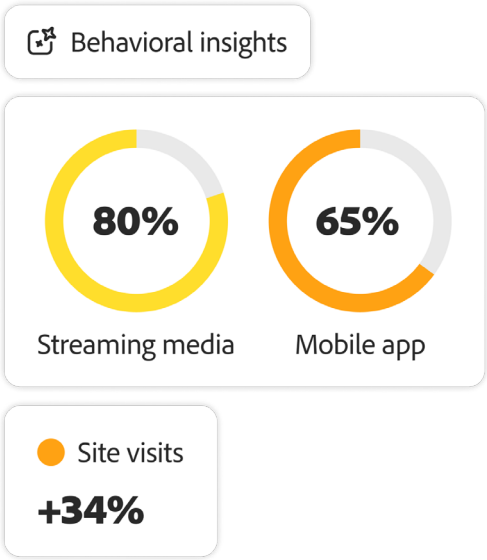 Behavioral insights
80%
65%
Streaming media
Mobile app
Site visits
+34%